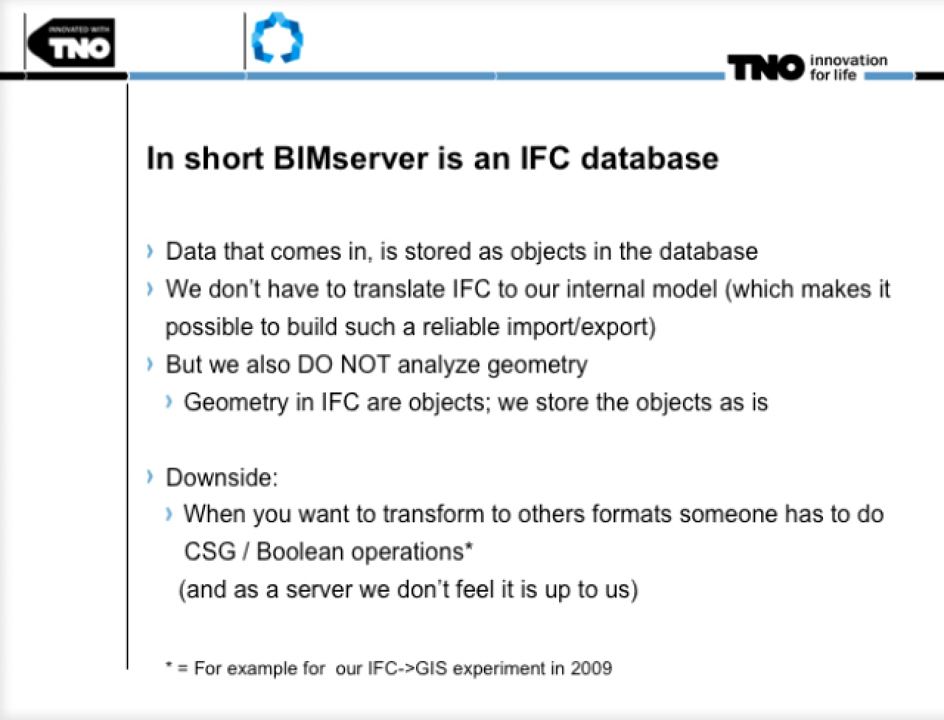 INNOVATED WITH
TNO
TNO innovation
for life
In short BIMserver is an IFC database
› Data that comes in, is stored as objects in the database
› We don't have to translate IFC to our internal model (which makes it
possible to build such a reliable import/export)
› But we also DO NOT analyze geometry
› Geometry in IFC are objects; we store the objects as is
› Downside:
› When you want to transform to others formats someone has to do
CSG / Boolean operations*
(and as a server we don't feel it is up to us)
* = For example for our IFC->GIS experiment in 2009